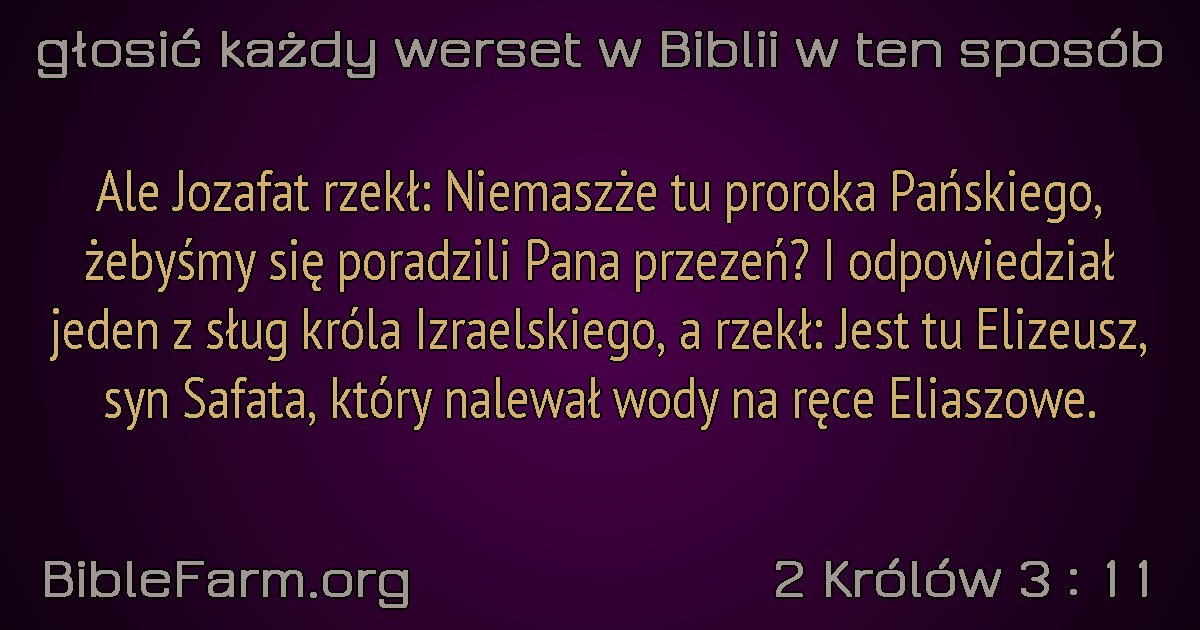 głosić każdy werset w Biblii w ten sposób
Ale Jozafat rzekł: Niemaszże tu proroka Pańskiego,
żebyśmy się poradzili Pana przezeń? I odpowiedział
jeden z sług króla Izraelskiego, a rzekł: Jest tu Elizeusz,
syn Safata, który nalewał wody na ręce Eliaszowe.
BibleFarm.org
2 Królów 3 : 11